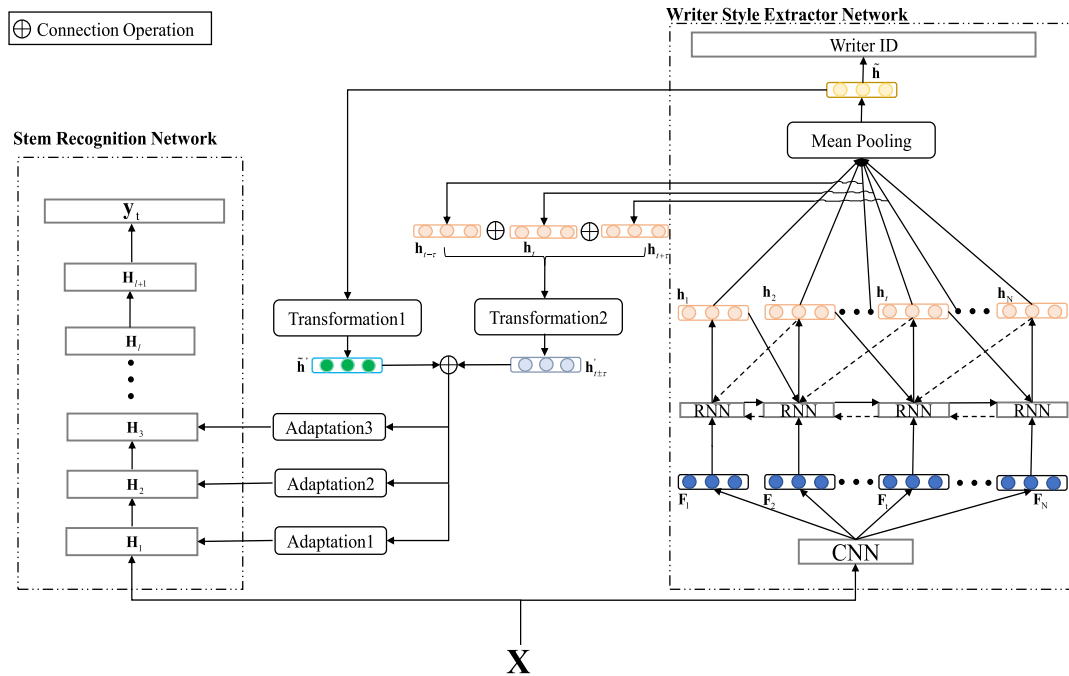 Connection Operation
Writer Style Extractor Network
Writer ID
h̃
Mean Pooling
Stem Recognition Network
y_t
H_{l+1}
H_l
H_3
H_2
H_1
h_{t-τ}
h_t
h_{t+τ}
Transformation1
Transformation2
h̃'
h'_{t±τ}
Adaptation3
Adaptation2
Adaptation1
h_1
h_2
h_t
h_N
RNN
RNN
RNN
RNN
F_1
F_2
F_t
F_N
CNN
X